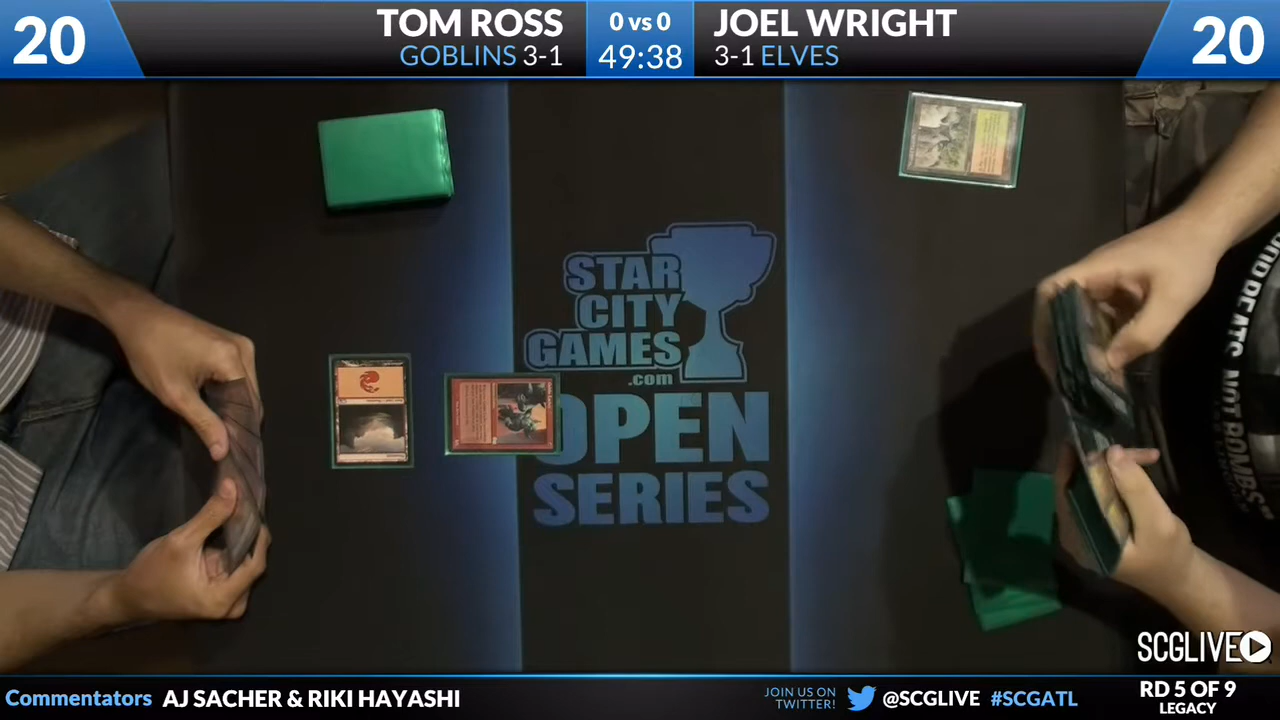 20
TOM ROSS
GOBLINS 3-1
0 vs 0
49:38
JOEL WRIGHT
3-1 ELVES
20
STAR
CITY
GAMES
.com
OPEN
SERIES
SCGLIVE
Commentators AJ SACHER & RIKI HAYASHI
JOIN US ON
TWITTER!
@SCGLIVE #SCGATL
RD 5 OF 9
LEGACY